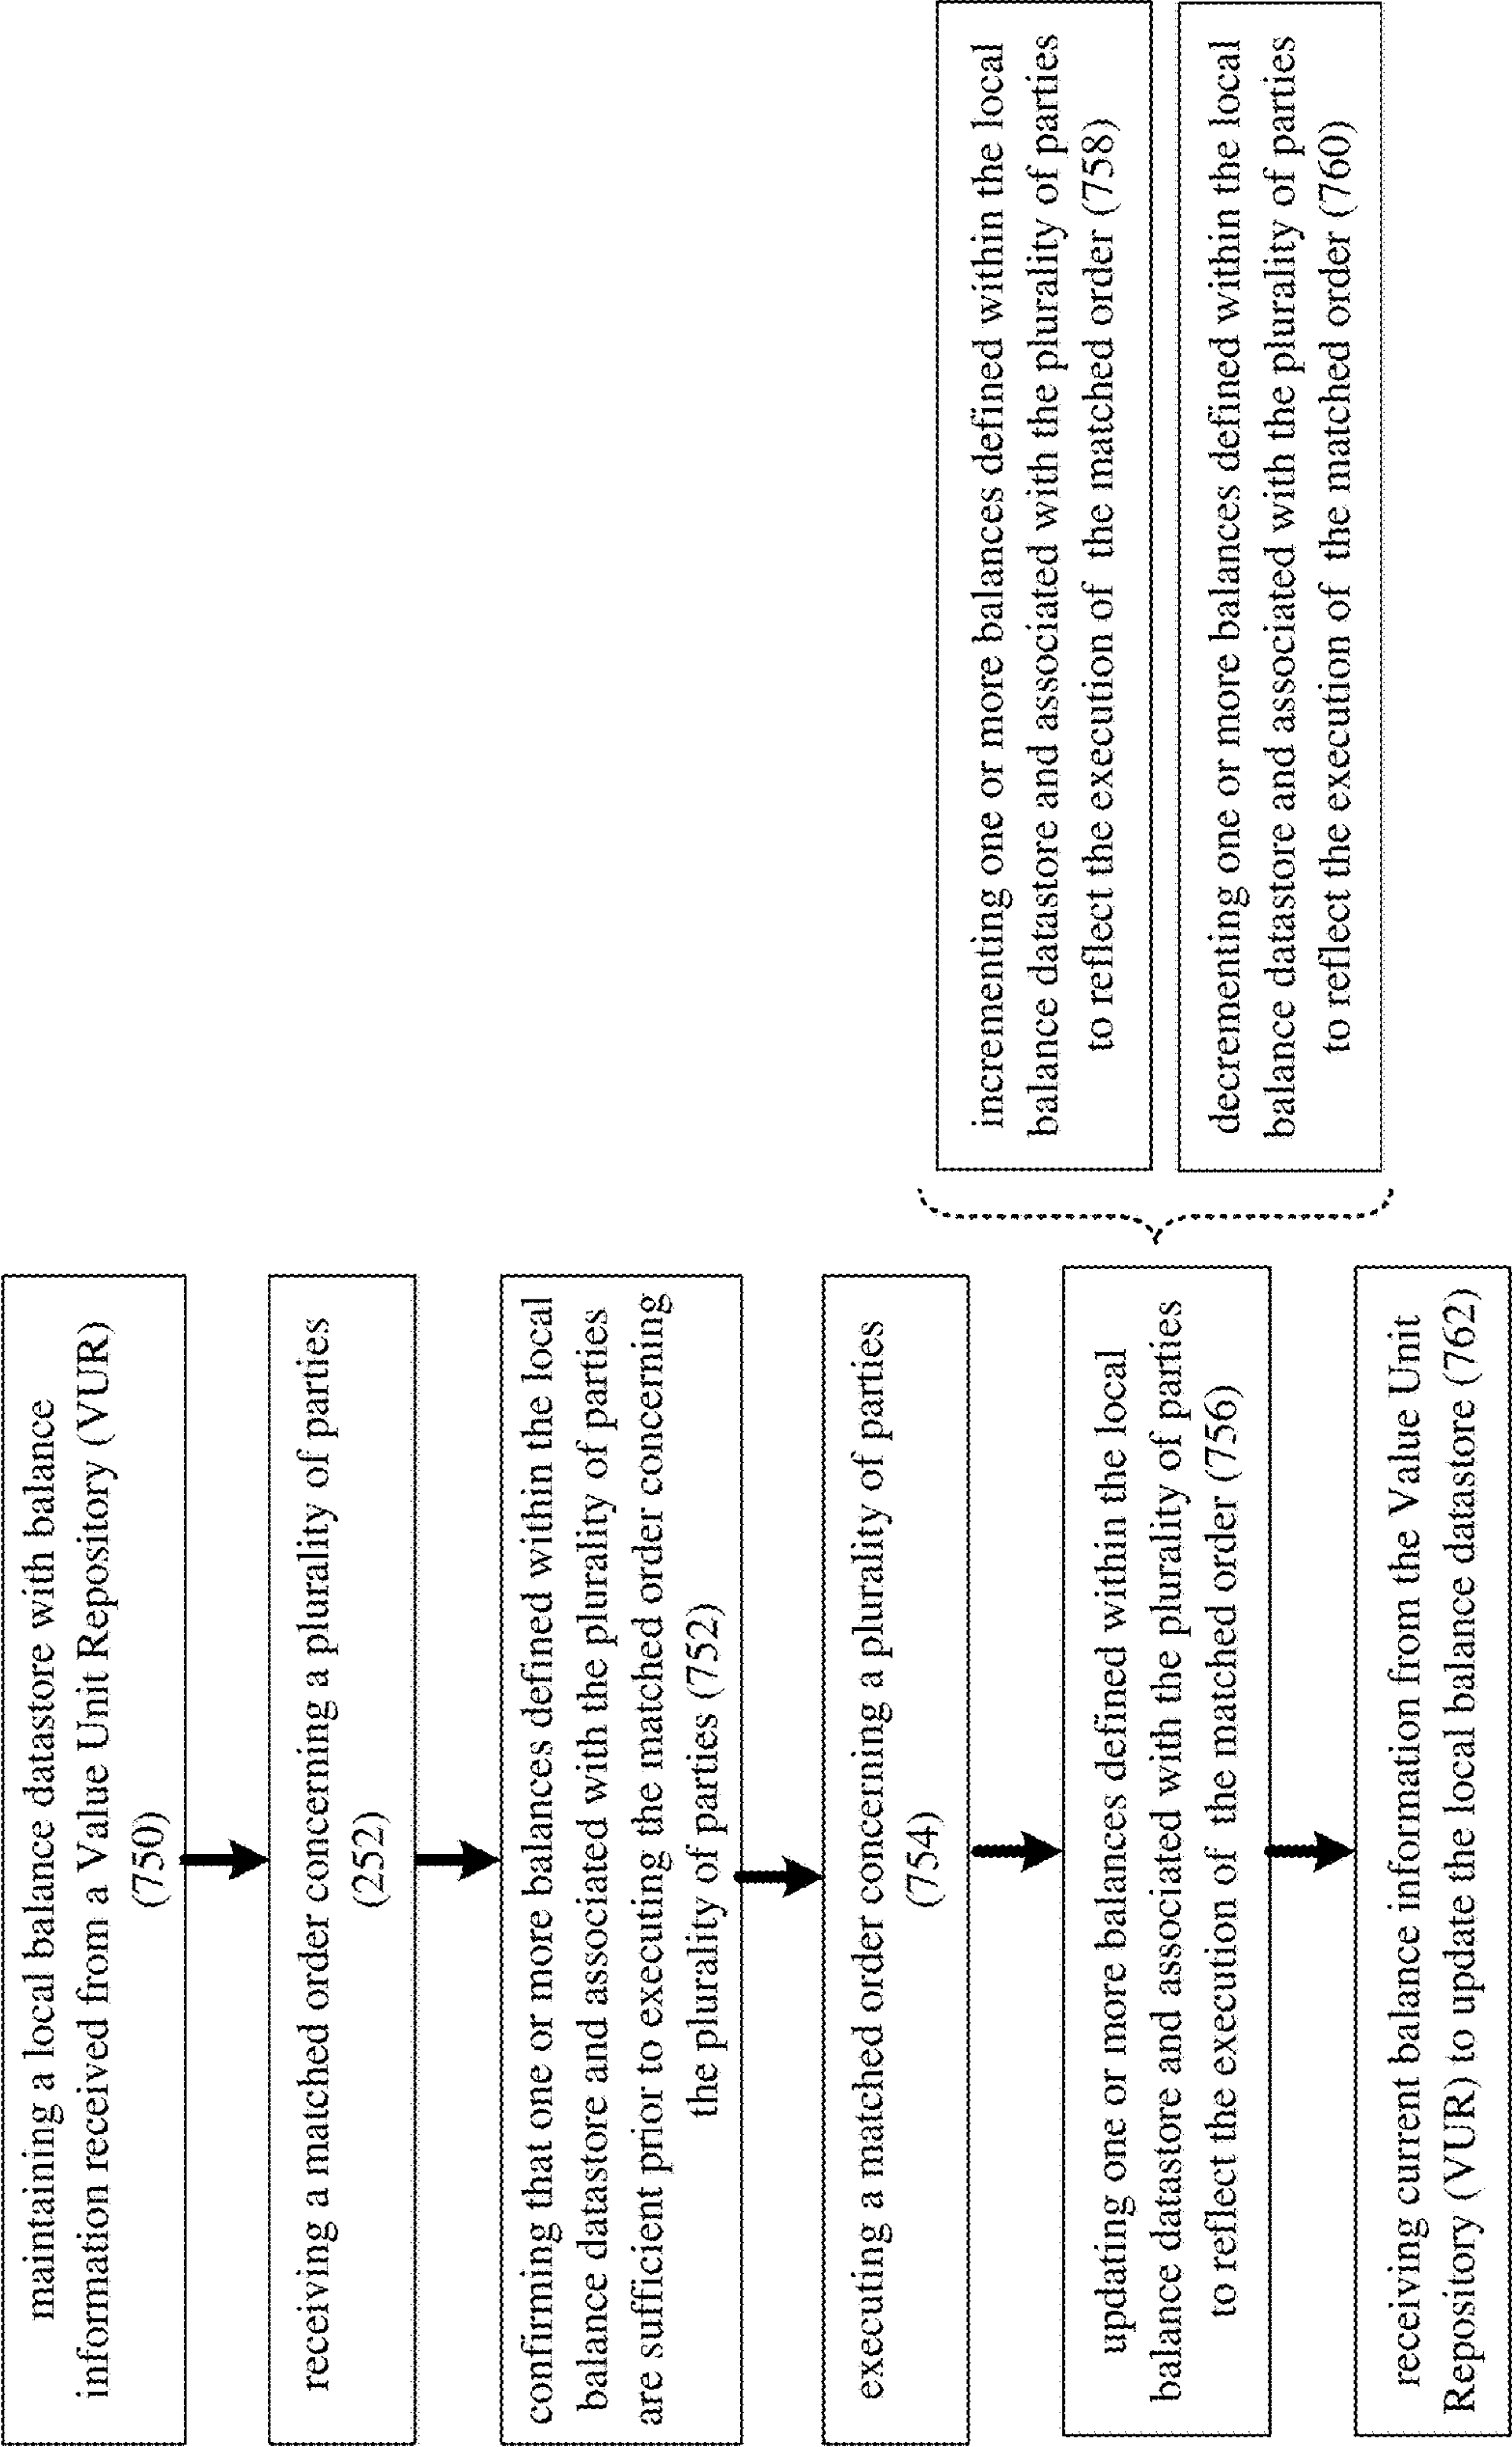 maintaining a local balance datastore with balance
information received from a Value Unit Repository (VUR)
(750)
receiving a matched order concerning a plurality of parties
(252)
confirming that one or more balances defined within the local
balance datastore and associated with the plurality of parties
are sufficient prior to executing the matched order concerning
the plurality of parties (752)
executing a matched order concerning a plurality of parties
(754)
updating one or more balances defined within the local
balance datastore and associated with the plurality of parties
to reflect the execution of the matched order (756)
incrementing one or more balances defined within the local
balance datastore and associated with the plurality of parties
to reflect the execution of the matched order (758)
decrementing one or more balances defined within the local
balance datastore and associated with the plurality of parties
to reflect the execution of the matched order (760)
receiving current balance information from the Value Unit
Repository (VUR) to update the local balance datastore (762)